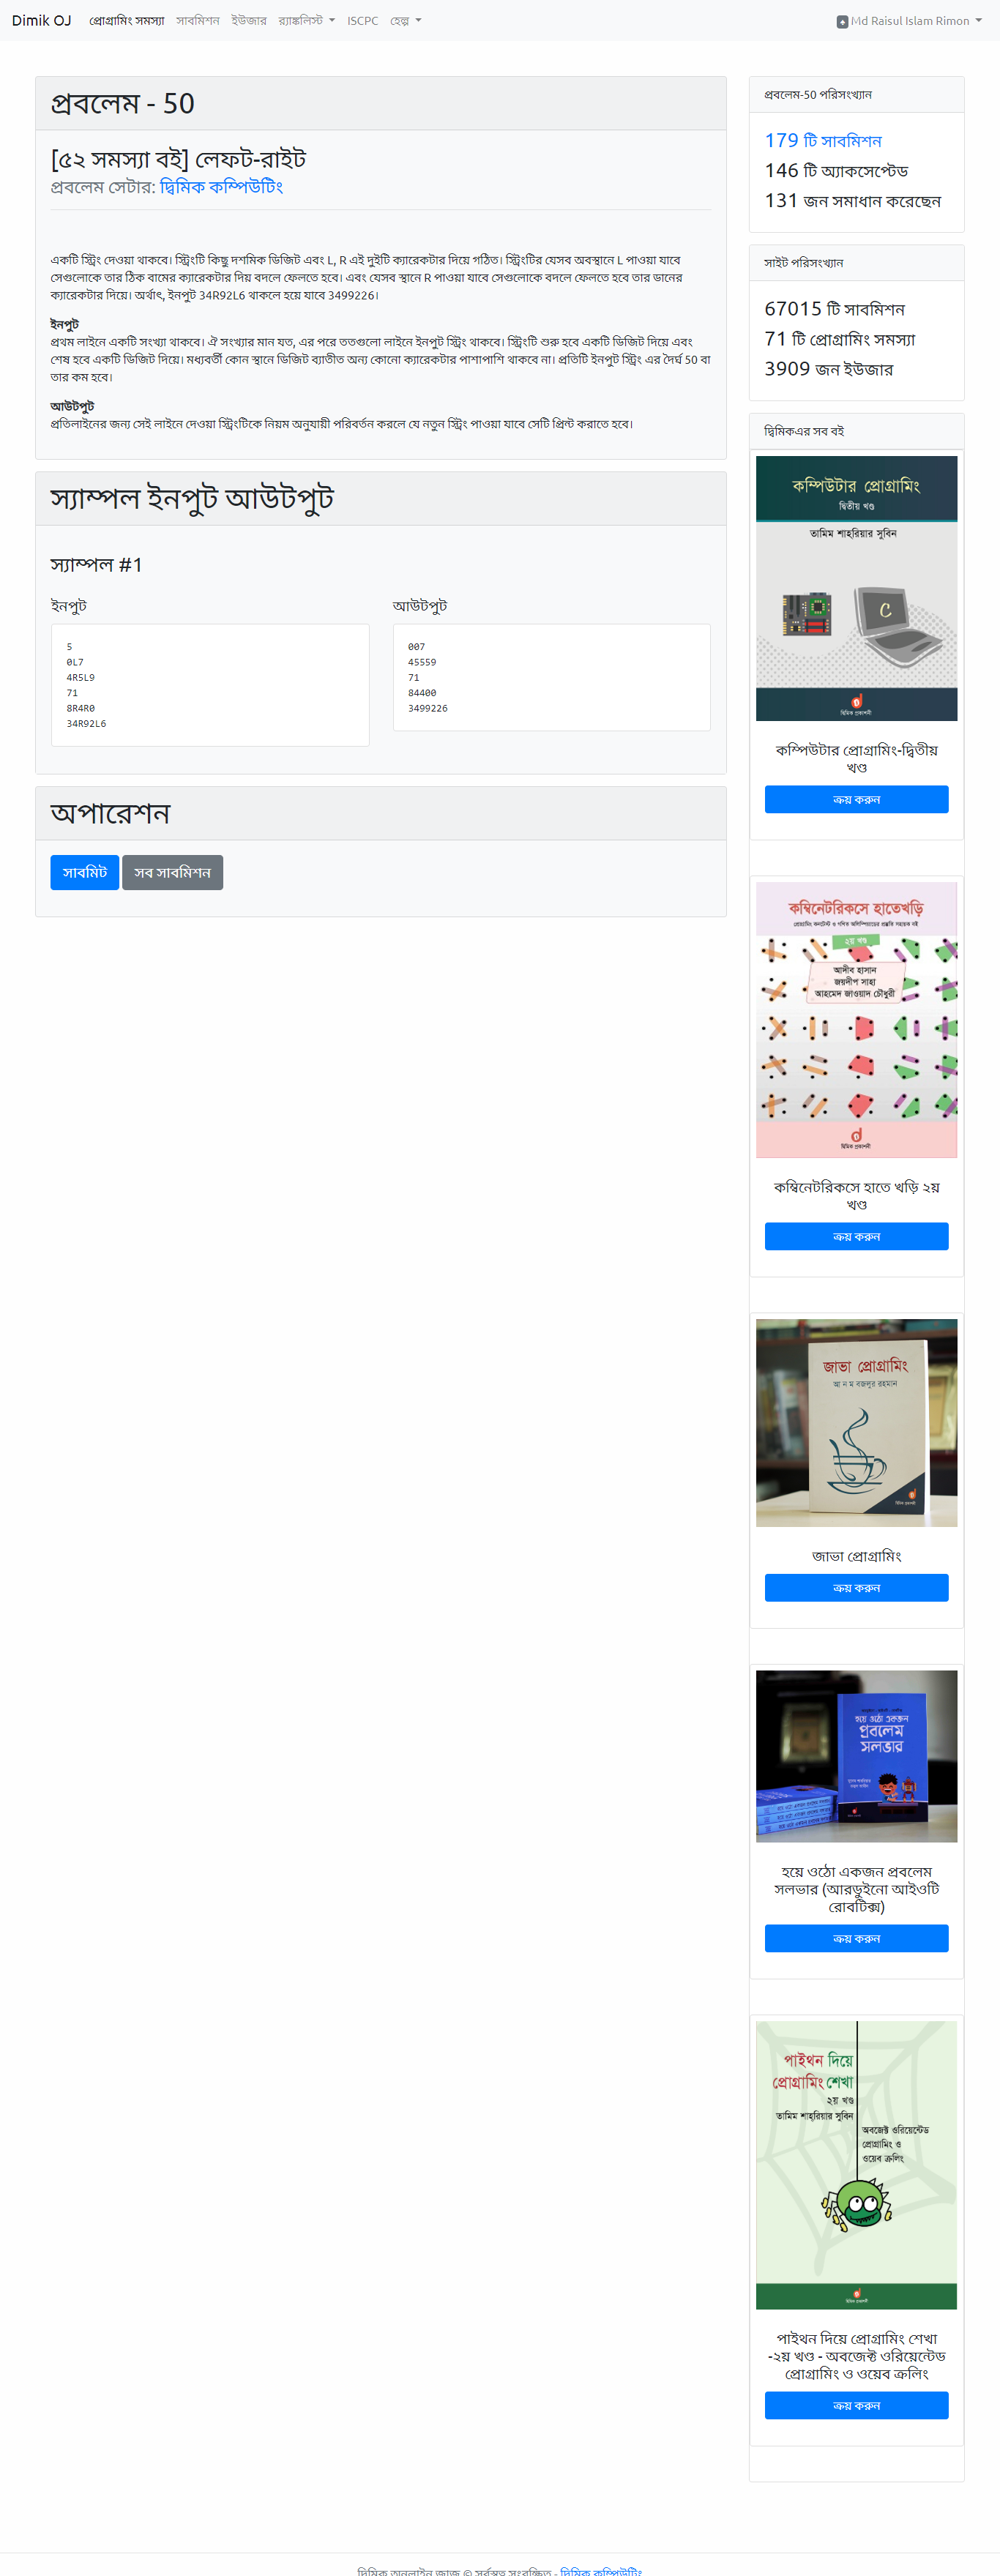 Dimik OJ প্রোগ্রামিং সমস্যা সাবমিশন ইউজার র‍্যাঙ্কলিস্ট ISCPC হেল্প Md Raisul Islam Rimon
প্রবলেম - 50
[৫২ সমস্যা বই] লেফট-রাইট
প্রবলেম সেটার: দ্বিমিক কম্পিউটিং
একটি স্ট্রিং দেওয়া থাকবে। স্ট্রিংটি কিছু দশমিক ডিজিট এবং L, R এই দুইটি ক্যারেকটার দিয়ে গঠিত। স্ট্রিংটির যেসব অবস্থানে L পাওয়া যাবে
সেগুলোকে তার ঠিক বামের ক্যারেকটার দিয় বদলে ফেলতে হবে। এবং যেসব স্থানে R পাওয়া যাবে সেগুলোকে বদলে ফেলতে হবে তার ডানের
ক্যারেকটার দিয়ে। অর্থাৎ, ইনপুট 34R92L6 থাকলে হয়ে যাবে 3499226।
ইনপুট
প্রথম লাইনে একটি সংখ্যা থাকবে। ঐ সংখ্যার মান যত, এর পরে ততগুলো লাইনে ইনপুট স্ট্রিং থাকবে। স্ট্রিংটি শুরু হবে একটি ডিজিট দিয়ে এবং
শেষ হবে একটি ডিজিট দিয়ে। মধ্যবর্তী কোন স্থানে ডিজিট ব্যাতীত অন্য কোনো ক্যারেকটার পাশাপাশি থাকবে না। প্রতিটি ইনপুট স্ট্রিং এর দৈর্ঘ 50 বা
তার কম হবে।
আউটপুট
প্রতিলাইনের জন্য সেই লাইনে দেওয়া স্ট্রিংটিকে নিয়ম অনুযায়ী পরিবর্তন করলে যে নতুন স্ট্রিং পাওয়া যাবে সেটি প্রিন্ট করাতে হবে।
স্যাম্পল ইনপুট আউটপুট
স্যাম্পল #1
ইনপুট
5
0L7
4R5L9
71
8R4R0
34R92L6
আউটপুট
007
45559
71
84400
3499226
অপারেশন
সাবমিট সব সাবমিশন
প্রবলেম-50 পরিসংখ্যান
179 টি সাবমিশন
146 টি অ্যাকসেপ্টেড
131 জন সমাধান করেছেন
সাইট পরিসংখ্যান
67015 টি সাবমিশন
71 টি প্রোগ্রামিং সমস্যা
3909 জন ইউজার
দ্বিমিকএর সব বই
কম্পিউটার প্রোগ্রামিং
দ্বিতীয় খণ্ড
তামিম শাহরিয়ার সুবিন
C
দ্বিমিক প্রকাশনী
কম্পিউটার প্রোগ্রামিং-দ্বিতীয়
খণ্ড
ক্রয় করুন
কম্বিনেটরিকসে হাতেখড়ি
২য় খণ্ড
আদীব হাসান
জয়দীপ সাহা
আহমেদ জাওয়াদ চৌধুরী
দ্বিমিক প্রকাশনী
কম্বিনেটরিকসে হাতে খড়ি ২য়
খণ্ড
ক্রয় করুন
জাভা প্রোগ্রামিং
আ ন ম বজলুর রহমান
জাভা প্রোগ্রামিং
ক্রয় করুন
হয়ে ওঠো একজন
প্রবলেম
সলভার
হয়ে ওঠো একজন প্রবলেম
সলভার (আরডুইনো আইওটি
রোবটিক্স)
ক্রয় করুন
পাইথন দিয়ে
প্রোগ্রামিং শেখা
২য় খণ্ড
তামিম শাহ্‌রিয়ার সুবিন
অবজেক্ট ওরিয়েন্টেড
প্রোগ্রামিং ও
ওয়েব ক্রলিং
পাইথন দিয়ে প্রোগ্রামিং শেখা
-২য় খণ্ড - অবজেক্ট ওরিয়েন্টেড
প্রোগ্রামিং ও ওয়েব ক্রলিং
ক্রয় করুন
দ্বিমিক অনলাইন জাজ © সর্বস্বত্ব সংরক্ষিত - দ্বিমিক কম্পিউটিং